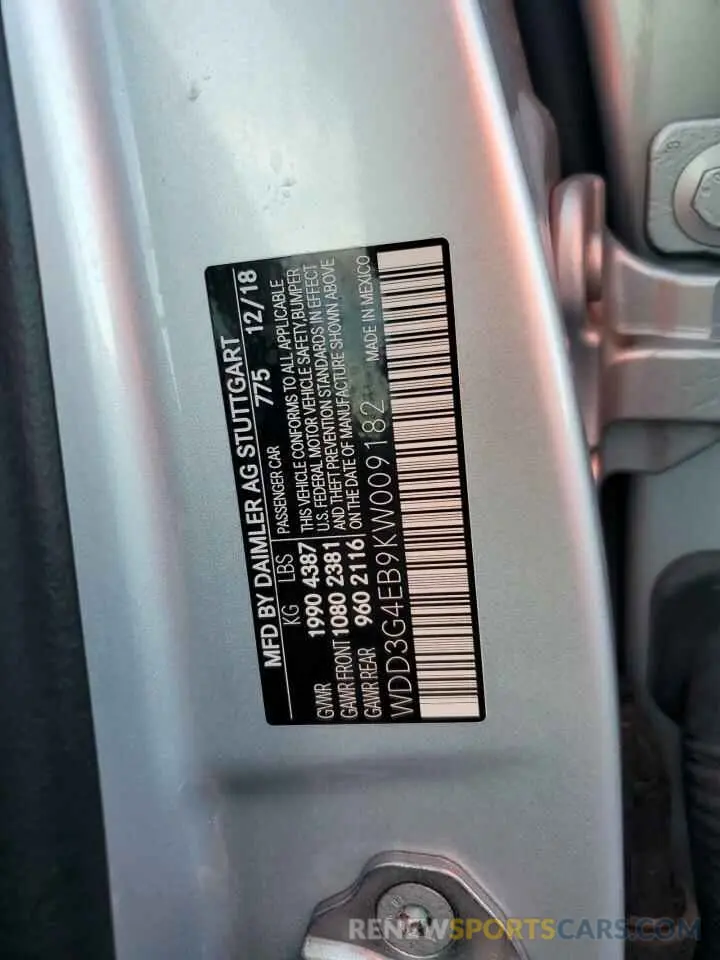 MFD BY DAIMLER AG STUTTGART
KG LBS PASSENGER CAR 775 12/18
GVWR 1990 4387 THIS VEHICLE CONFORMS TO ALL APPLICABLE
U.S. FEDERAL MOTOR VEHICLE SAFETY, BUMPER
GAWR FRONT 1080 2381 AND THEFT PREVENTION STANDARDS IN EFFECT
GAWR REAR 960 2116 ON THE DATE OF MANUFACTURE SHOWN ABOVE
WDD3G4EB9KW009182 MADE IN MEXICO
RENEWSPORTSCARS.COM